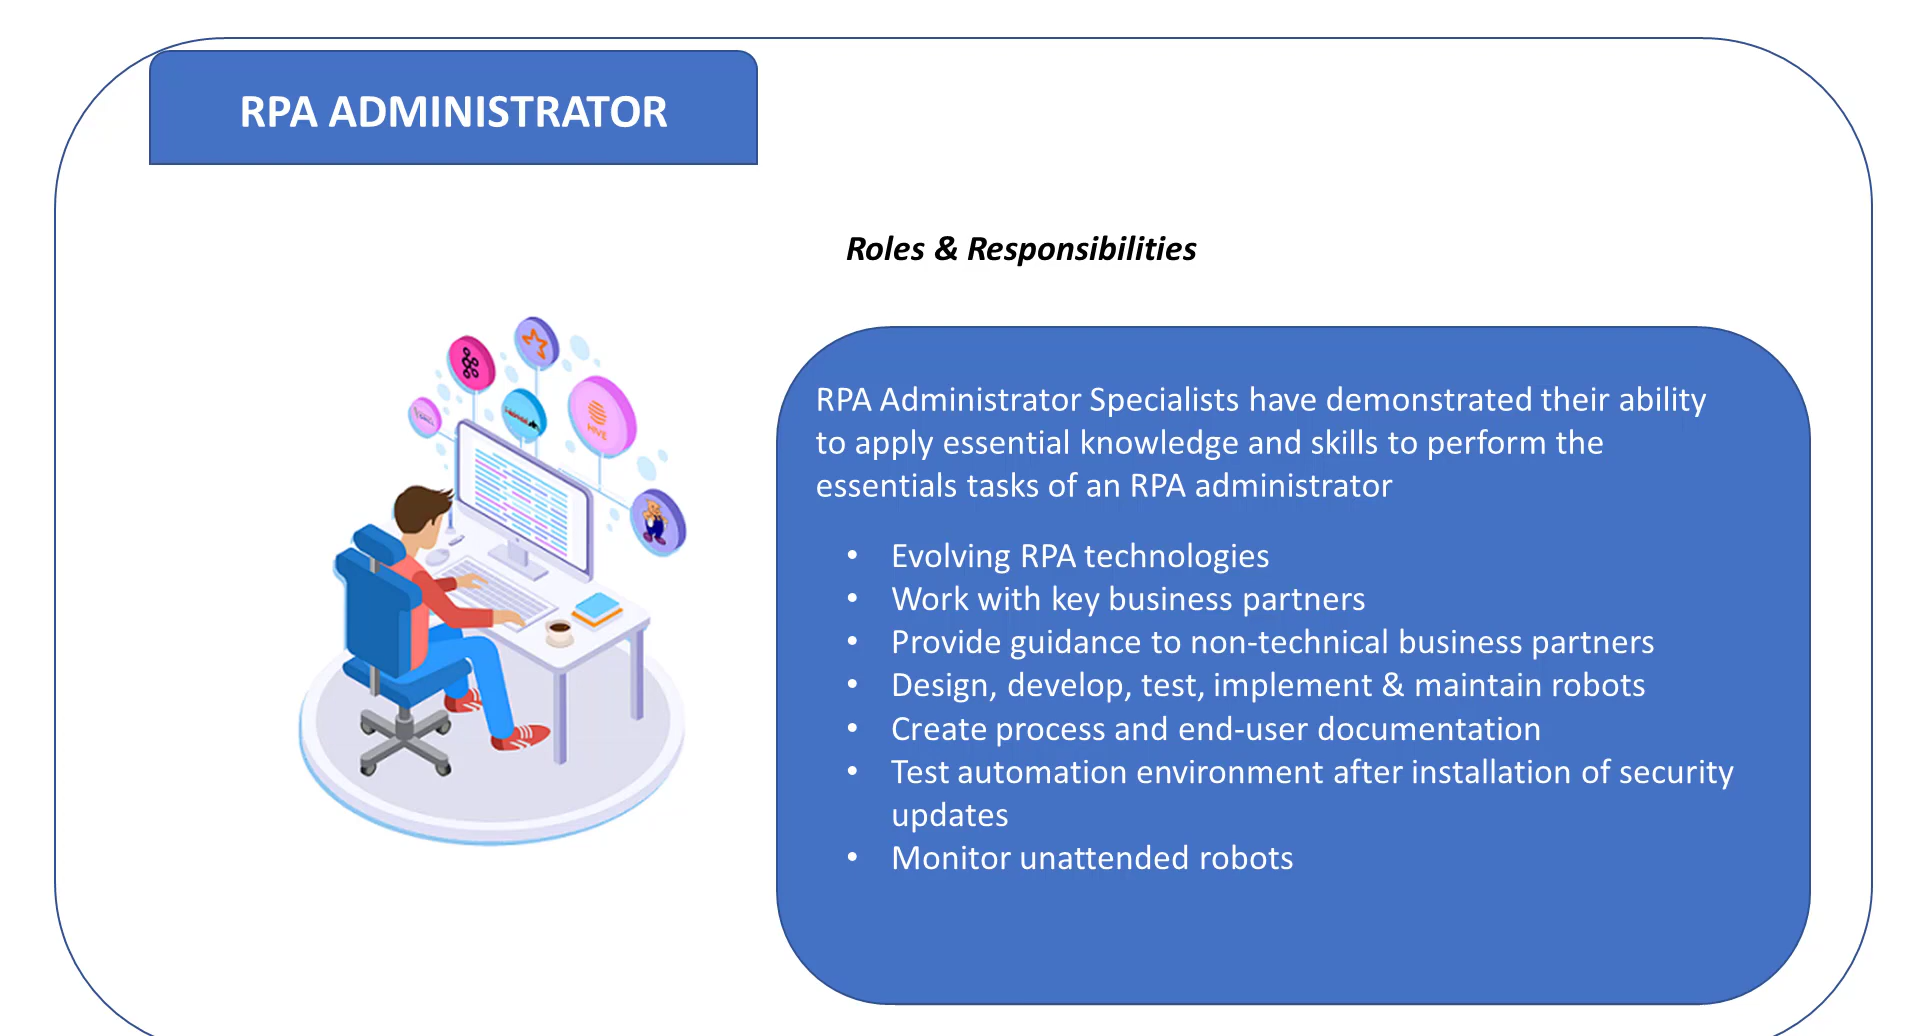 RPA ADMINISTRATOR
Roles & Responsibilities
HIVE
RPA Administrator Specialists have demonstrated their ability
to apply essential knowledge and skills to perform the
essentials tasks of an RPA administrator
• Evolving RPA technologies
• Work with key business partners
• Provide guidance to non-technical business partners
• Design, develop, test, implement & maintain robots
• Create process and end-user documentation
• Test automation environment after installation of security
updates
• Monitor unattended robots